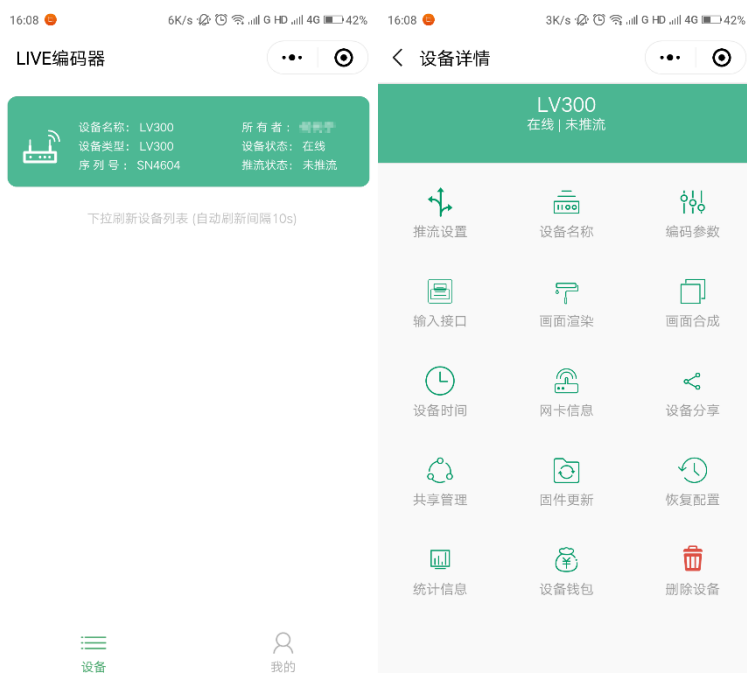 16:08
6K/s
G HD
4G
42%
LIVE编码器
设备名称： LV300
所有者：
设备类型： LV300
设备状态： 在线
序列号： SN4604
推流状态： 未推流
下拉刷新设备列表 (自动刷新间隔10s)
设备
我的
16:08
3K/s
G HD
4G
42%
设备详情
LV300
在线 | 未推流
推流设置
设备名称
编码参数
输入接口
画面渲染
画面合成
设备时间
网卡信息
设备分享
共享管理
固件更新
恢复配置
统计信息
设备钱包
删除设备